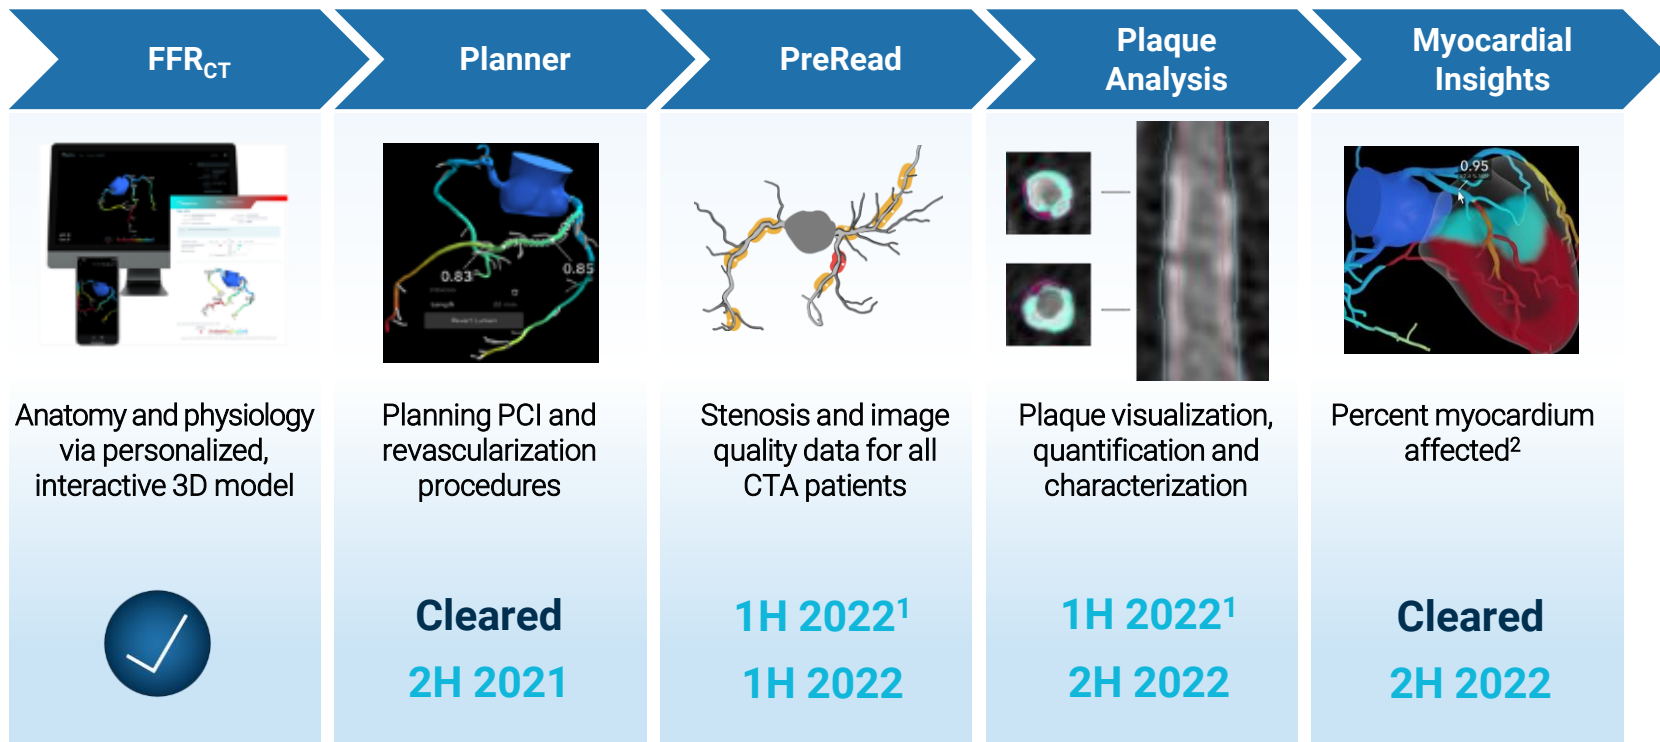 FFRCT
Planner
PreRead
Plaque
Analysis
Myocardial
Insights
0.83
0.85
Length
Revert Lumen
0.95
Anatomy and physiology
via personalized,
interactive 3D model
Planning PCI and
revascularization
procedures
Stenosis and image
quality data for all
CTA patients
Plaque visualization,
quantification and
characterization
Percent myocardium
affected²
Cleared
2H 2021
1H 2022¹
1H 2022
1H 2022¹
2H 2022
Cleared
2H 2022